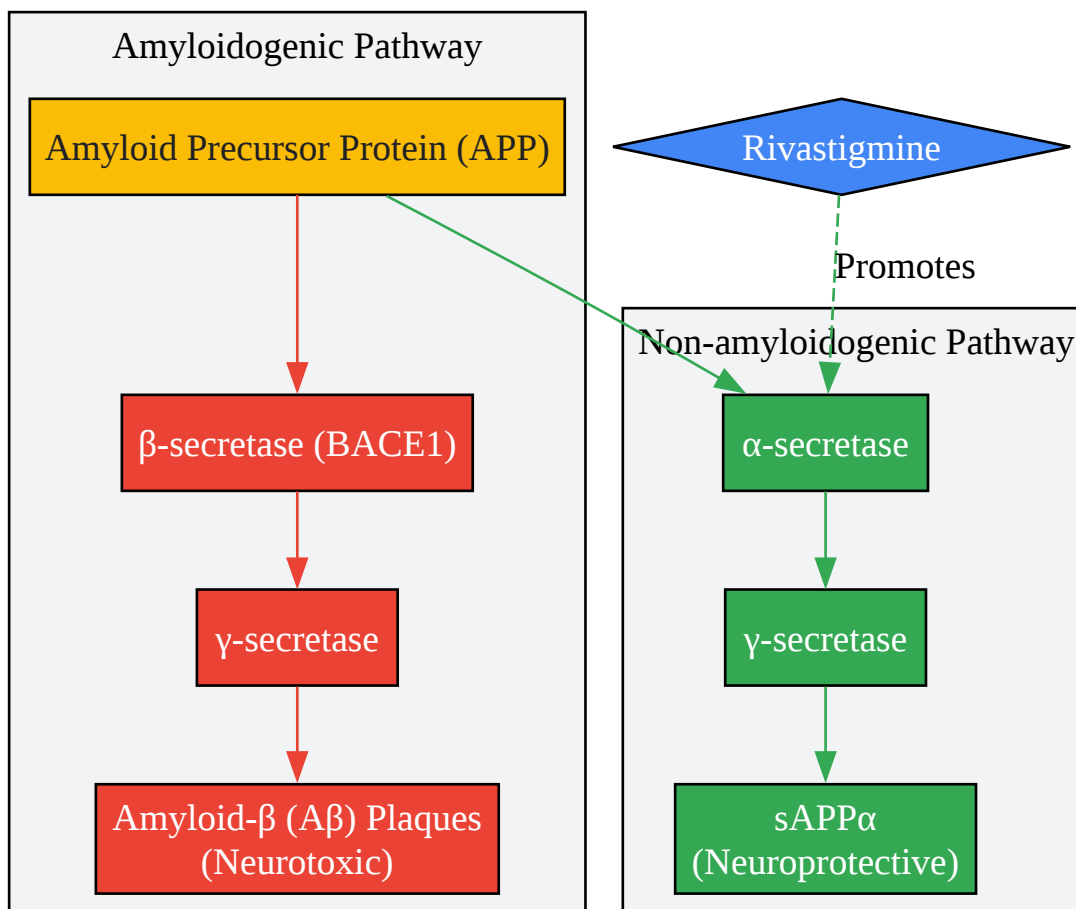 Amyloidogenic Pathway
Amyloid Precursor Protein (APP)
Rivastigmine
Promotes
Non-amyloidogenic Pathway
β-secretase (BACE1)
α-secretase
γ-secretase
γ-secretase
Amyloid-β (Aβ) Plaques
(Neurotoxic)
sAPPα
(Neuroprotective)